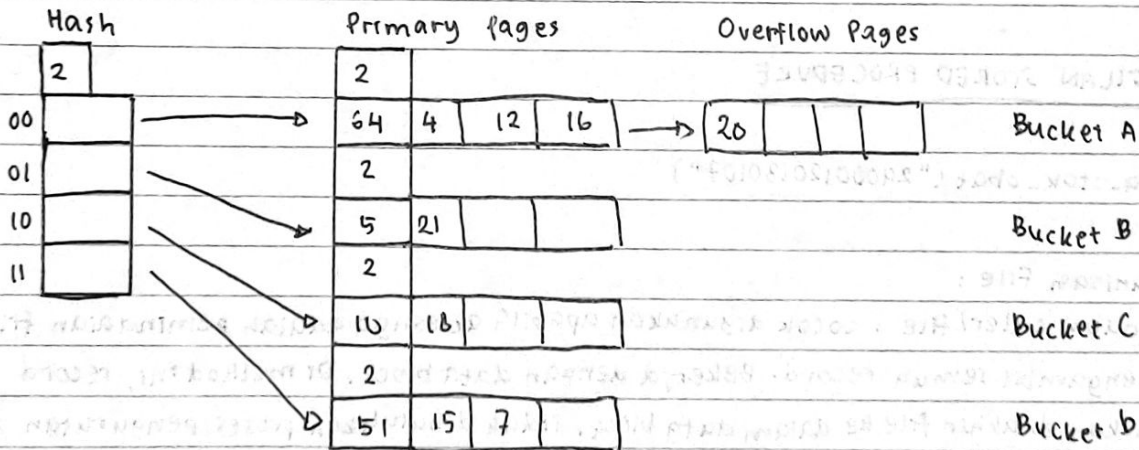 Hash Primary Pages Overflow Pages
2 2
00 64 4 12 16 20 Bucket A
01 2
10 5 21 Bucket B
11 2
10 18 Bucket C
2
51 15 7 Bucket D